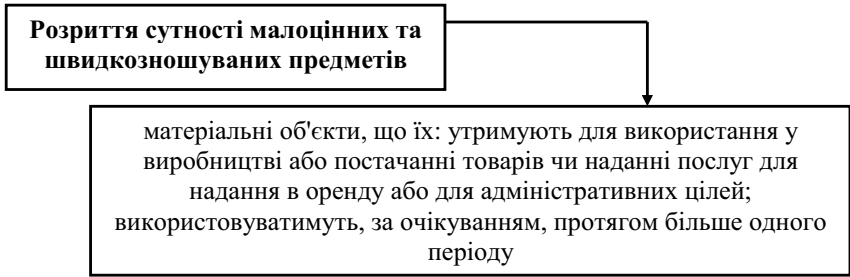 Розриття сутності малоцінних та
швидкозношуваних предметів
матеріальні об'єкти, що їх: утримують для використання у
виробництві або постачанні товарів чи наданні послуг для
надання в оренду або для адміністративних цілей;
використовуватимуть, за очікуванням, протягом більше одного
періоду